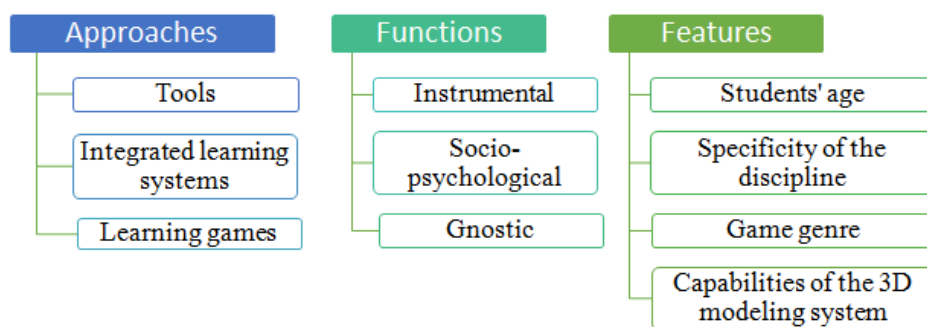 Approaches
Tools
Integrated learning
systems
Learning games
Functions
Instrumental
Socio-
psychological
Gnostic
Features
Students' age
Specificity of the
discipline
Game genre
Capabilities of the 3D
modeling system